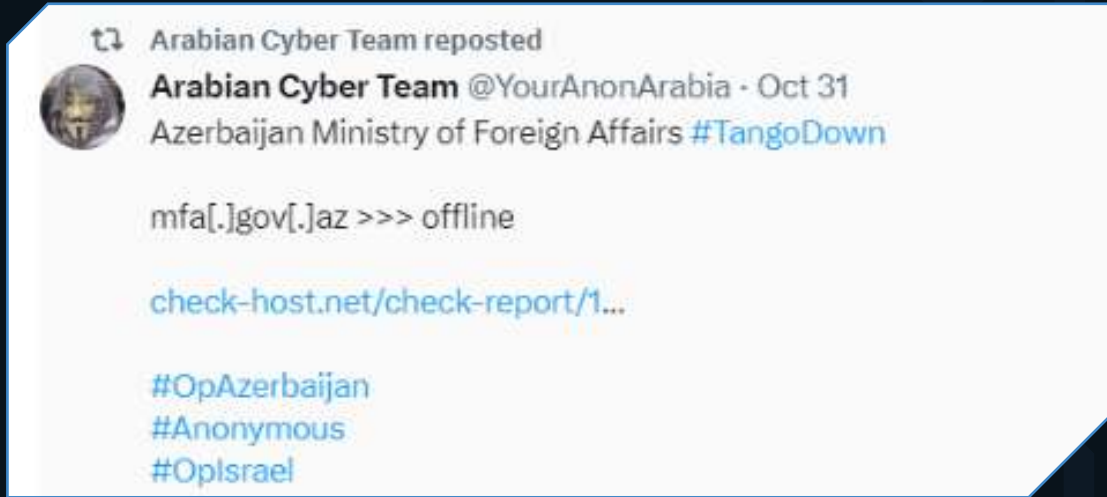 Arabian Cyber Team reposted
Arabian Cyber Team @YourAnonArabia · Oct 31
Azerbaijan Ministry of Foreign Affairs #TangoDown
mfa[.]gov[.]az >>> offline
check-host.net/check-report/1...
#OpAzerbaijan
#Anonymous
#OpIsrael